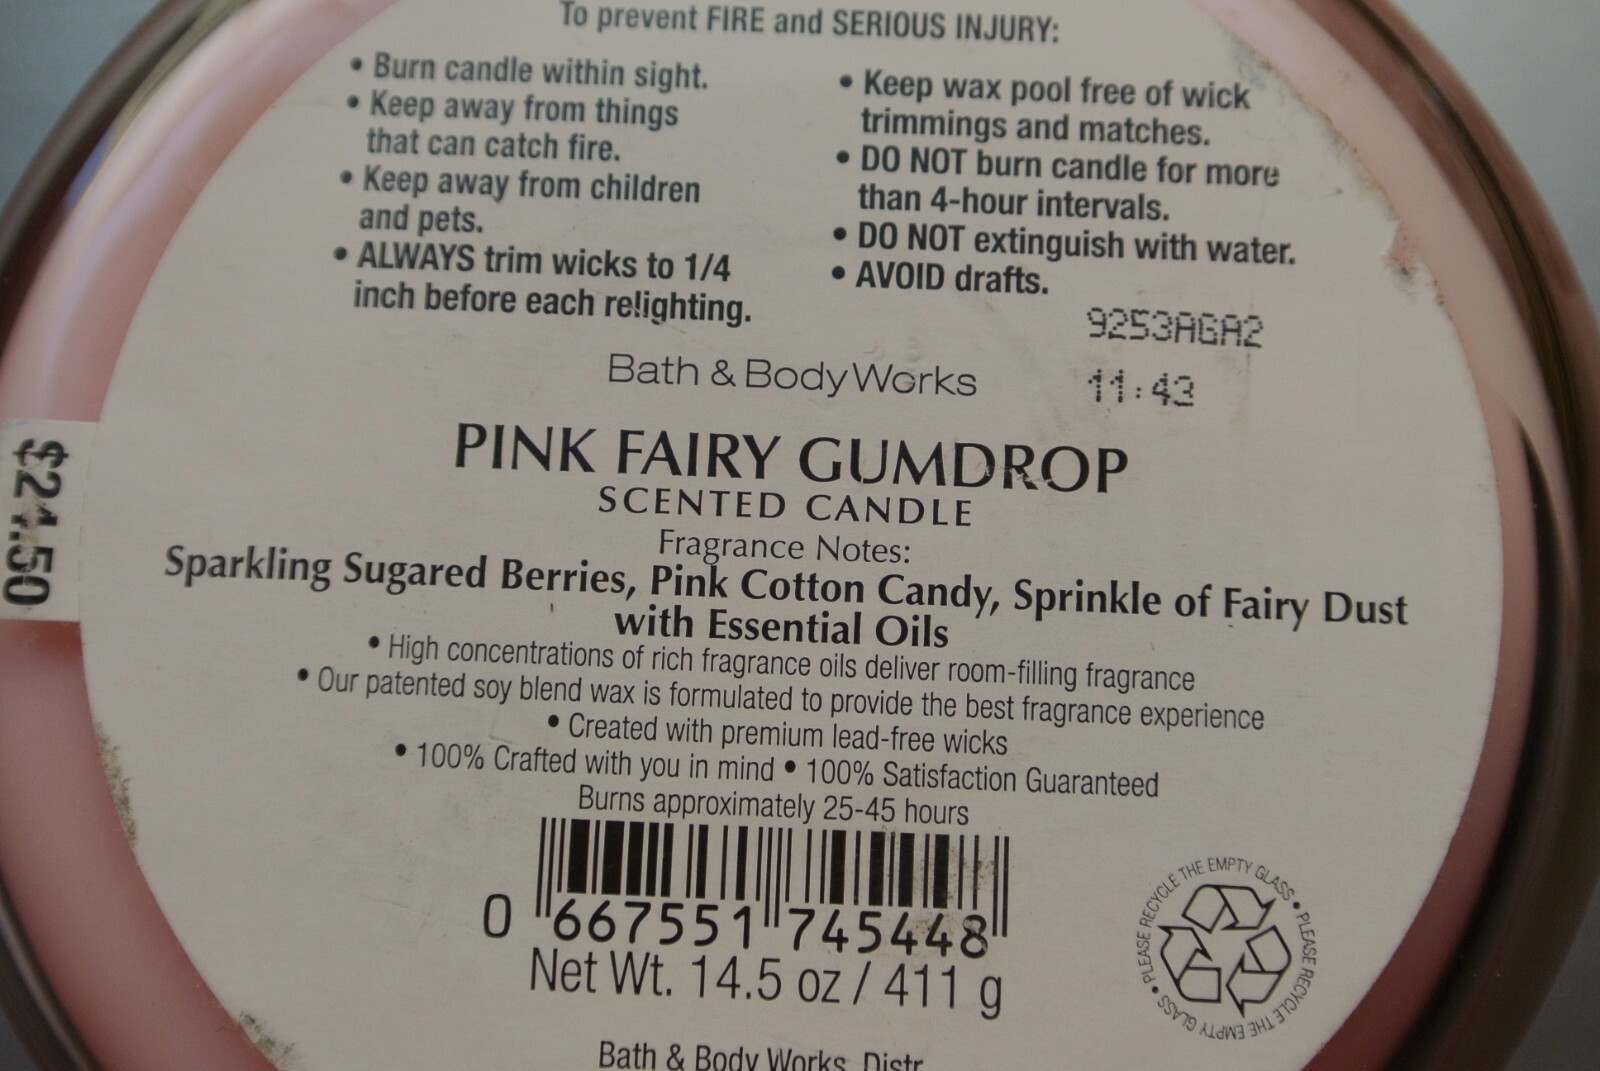 To prevent FIRE and SERIOUS INJURY:
• Burn candle within sight.
• Keep away from things
that can catch fire.
• Keep away from children
and pets.
• ALWAYS trim wicks to 1/4
inch before each relighting.
• Keep wax pool free of wick
trimmings and matches.
• DO NOT burn candle for more
than 4-hour intervals.
• DO NOT extinguish with water.
• AVOID drafts.
9253AGA2
11:43
Bath & Body Works
PINK FAIRY GUMDROP
SCENTED CANDLE
Fragrance Notes:
Sparkling Sugared Berries, Pink Cotton Candy, Sprinkle of Fairy Dust
with Essential Oils
• High concentrations of rich fragrance oils deliver room-filling fragrance
• Our patented soy blend wax is formulated to provide the best fragrance experience
• Created with premium lead-free wicks
• 100% Crafted with you in mind • 100% Satisfaction Guaranteed
Burns approximately 25-45 hours
0 667551 745448
Net Wt. 14.5 oz / 411 g
Bath & Body Works, Distr
$24.50
• PLEASE RECYCLE THE EMPTY GLASS • PLEASE RECYCLE THE EMPTY GLASS